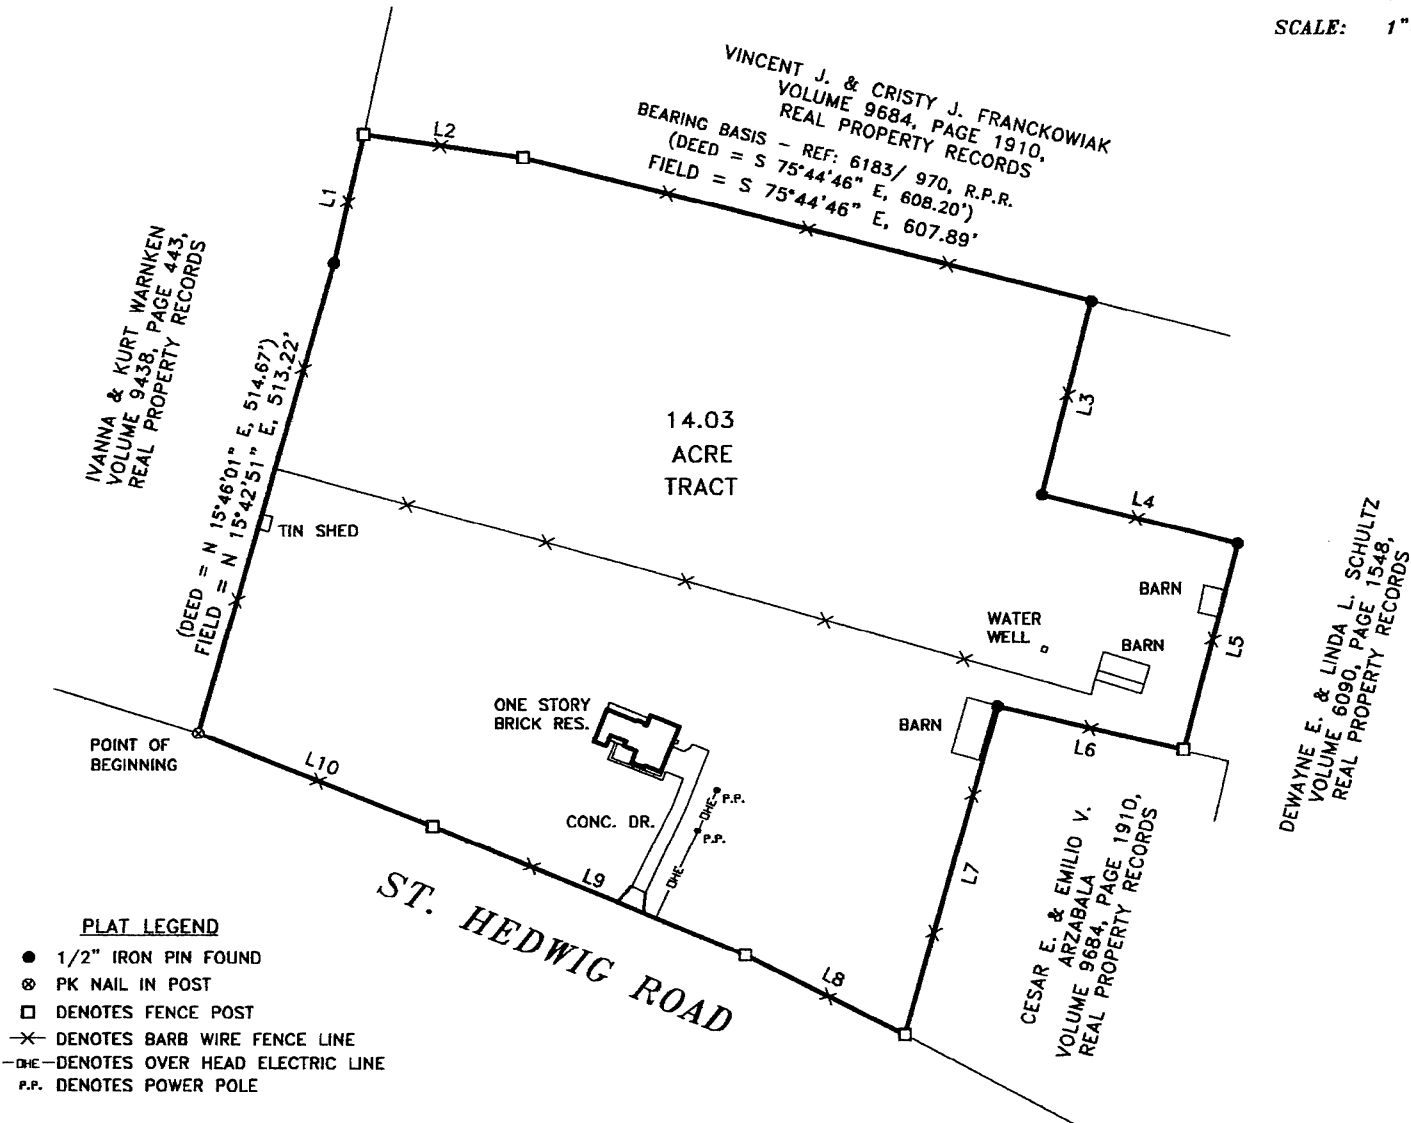 SCALE: 1"
VINCENT J. & CRISTY J. FRANCKOWIAK
VOLUME 9684, PAGE 1910,
REAL PROPERTY RECORDS
BEARING BASIS - REF: 6183/ 970, R.P.R.
(DEED = S 75°44'46" E, 608.20')
FIELD = S 75°44'46" E, 607.89'
L2
L1
IVANNA & KURT WARNKEN
VOLUME 9438, PAGE 443,
REAL PROPERTY RECORDS
(DEED = N 15°46'01" E, 514.67')
FIELD = N 15°42'51" E, 513.22'
14.03
ACRE
TRACT
L3
L4
DEWAYNE E. & LINDA L. SCHULTZ
VOLUME 6090, PAGE 1548,
REAL PROPERTY RECORDS
TIN SHED
BARN
WATER
WELL
BARN
L5
ONE STORY
BRICK RES.
BARN
L6
POINT OF
BEGINNING
L10
CONC. DR.
OHE
P.P.
P.P.
OHE
L9
L7
CESAR E. & EMILIO V.
ARZABALA
VOLUME 9684, PAGE 1910,
REAL PROPERTY RECORDS
L8
ST. HEDWIG ROAD
PLAT LEGEND
1/2" IRON PIN FOUND
PK NAIL IN POST
DENOTES FENCE POST
DENOTES BARB WIRE FENCE LINE
-OHE- DENOTES OVER HEAD ELECTRIC LINE
P.P. DENOTES POWER POLE